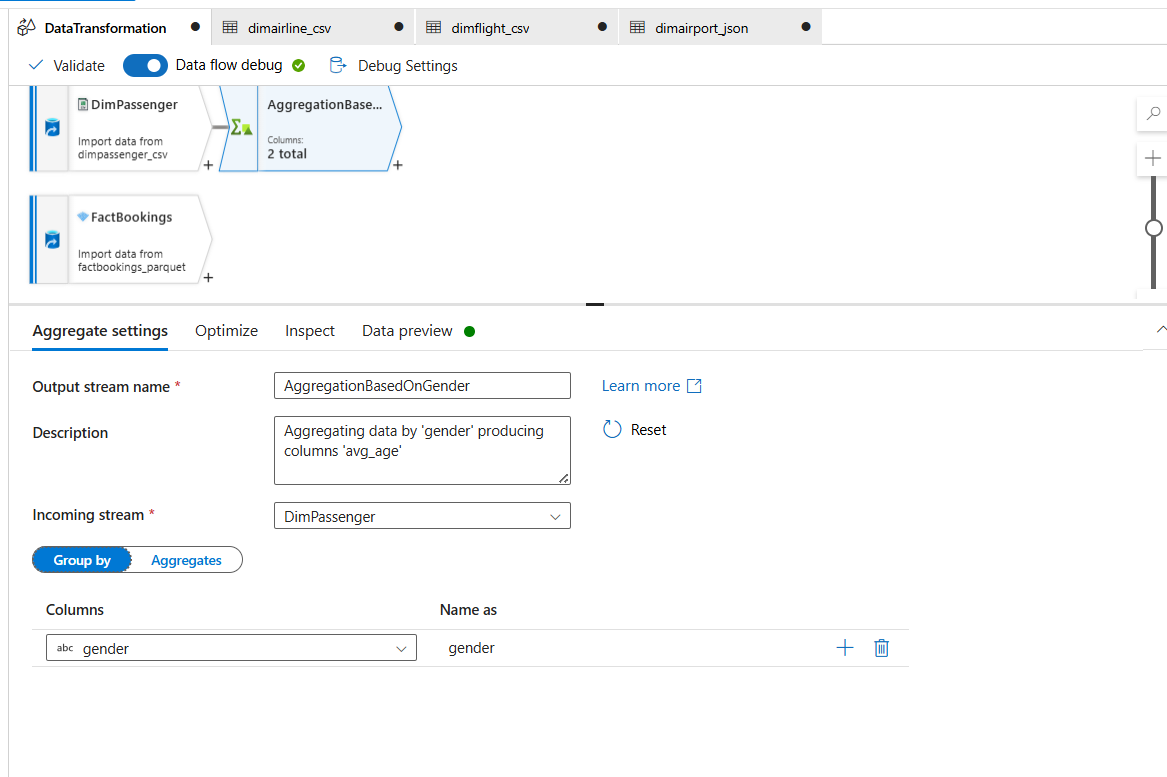 DataTransformation
dimairline_csv
dimflight_csv
dimairport_json
Validate
Data flow debug
Debug Settings
DimPassenger
Import data from
dimpassenger_csv
AggregationBase...
Columns:
2 total
FactBookings
Import data from
factbookings_parquet
Aggregate settings
Optimize
Inspect
Data preview
Output stream name *
AggregationBasedOnGender
Learn more
Description
Aggregating data by 'gender' producing
columns 'avg_age'
Reset
Incoming stream *
DimPassenger
Group by
Aggregates
Columns
Name as
abc gender
gender